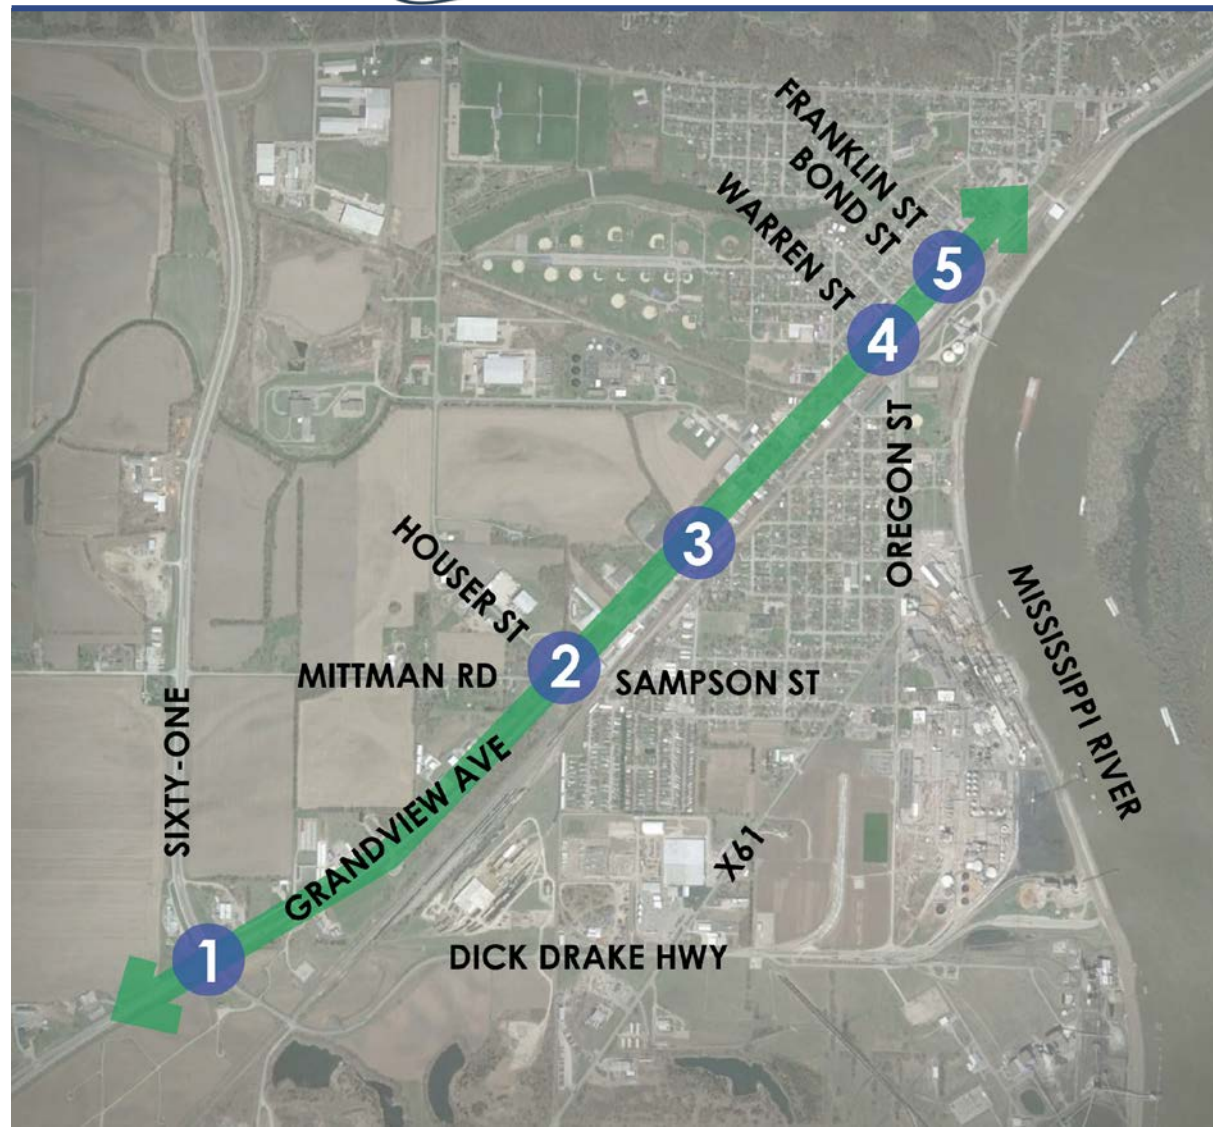 FRANKLIN ST
BOND ST
WARREN ST
5
4
OREGON ST
3
HOUSER ST
MISSISSIPPI RIVER
2
MITTMAN RD
SAMPSON ST
SIXTY-ONE
GRANDVIEW AVE
X61
1
DICK DRAKE HWY